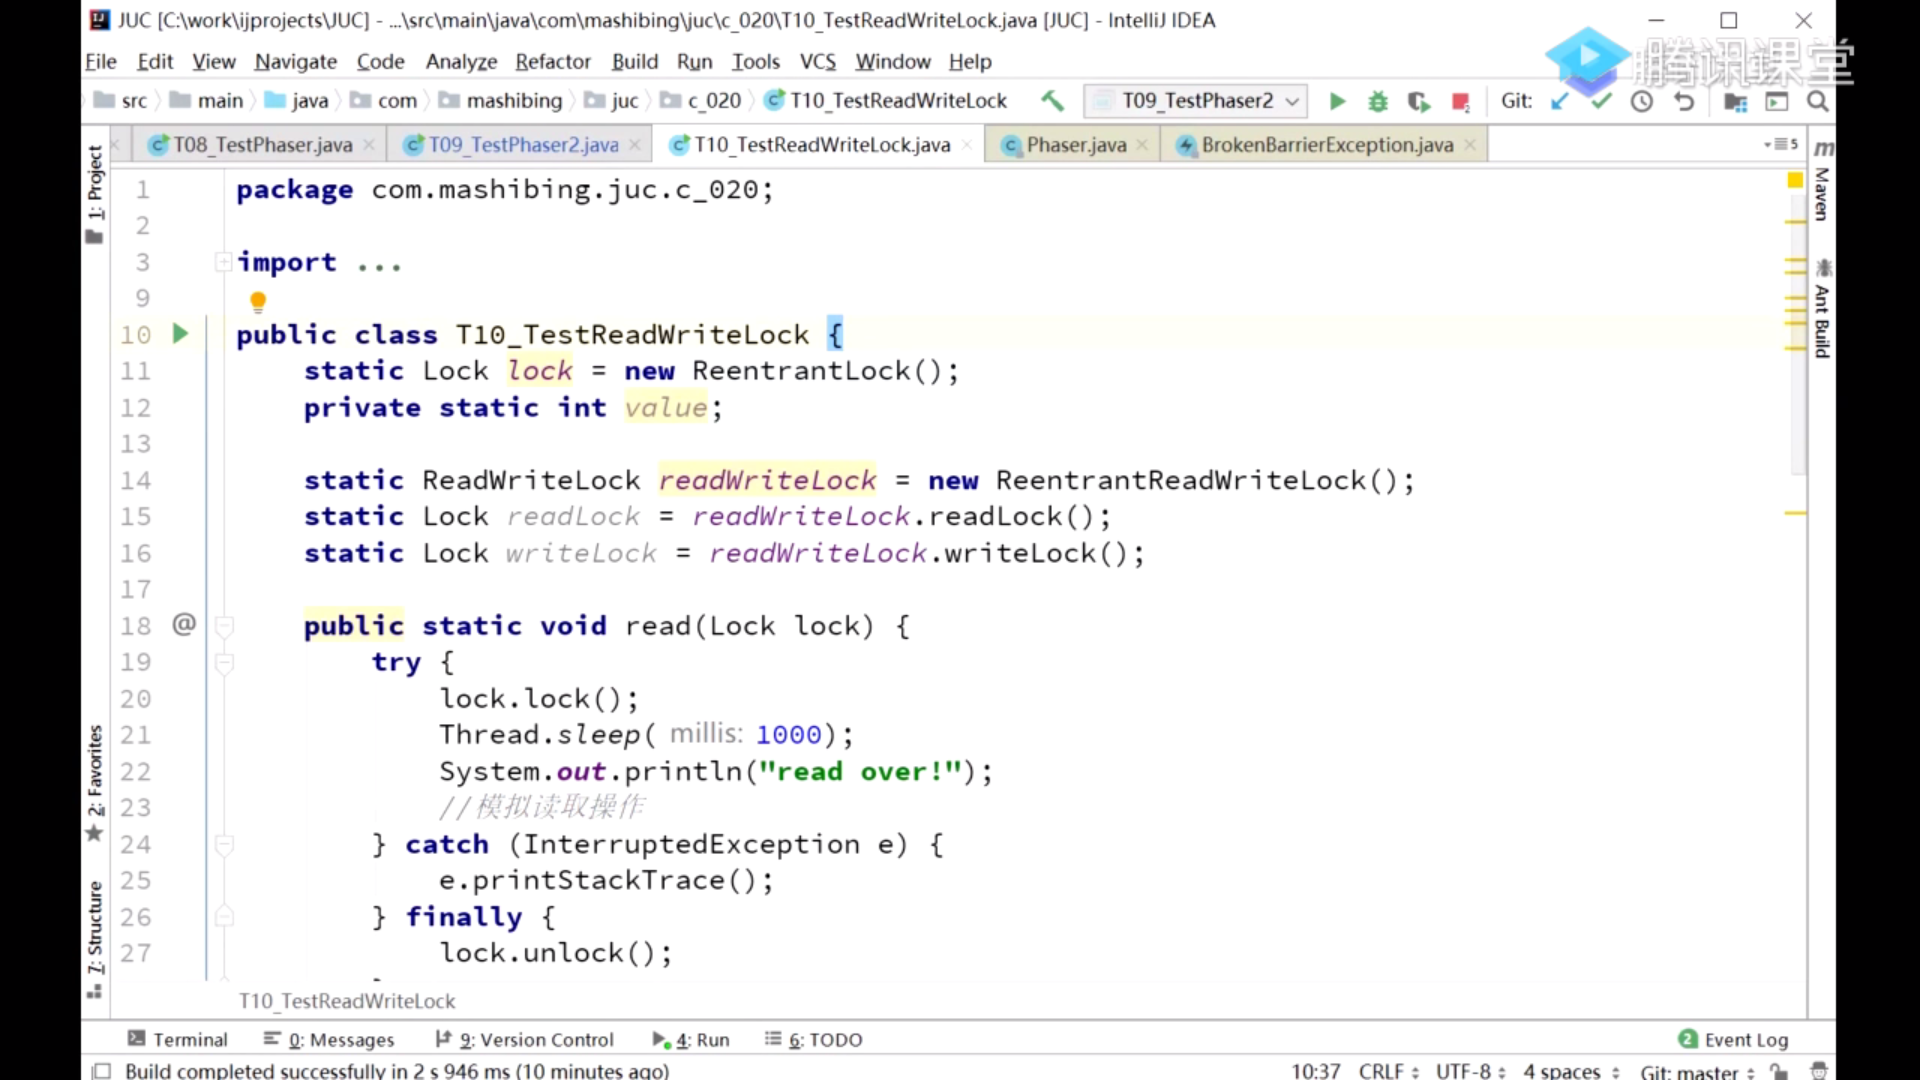 JUC [C:\work\ijprojects\JUC] - ...\src\main\java\com\mashibing\juc\c_020\T10_TestReadWriteLock.java [JUC] - IntelliJ IDEA
腾讯课堂
File Edit View Navigate Code Analyze Refactor Build Run Tools VCS Window Help
src main java com mashibing juc c_020 T10_TestReadWriteLock T09_TestPhaser2 Git:
T08_TestPhaser.java T09_TestPhaser2.java T10_TestReadWriteLock.java Phaser.java BrokenBarrierException.java 5
1: Project
2: Favorites
7: Structure
m Maven
Ant Build
1 package com.mashibing.juc.c_020;
2
3 import ...
9
10 public class T10_TestReadWriteLock {
11 static Lock lock = new ReentrantLock();
12 private static int value;
13
14 static ReadWriteLock readWriteLock = new ReentrantReadWriteLock();
15 static Lock readLock = readWriteLock.readLock();
16 static Lock writeLock = readWriteLock.writeLock();
17
18 @ public static void read(Lock lock) {
19 try {
20 lock.lock();
21 Thread.sleep( millis: 1000);
22 System.out.println("read over!");
23 //模拟读取操作
24 } catch (InterruptedException e) {
25 e.printStackTrace();
26 } finally {
27 lock.unlock();
T10_TestReadWriteLock
Terminal 0: Messages 9: Version Control 4: Run 6: TODO 2 Event Log
Build completed successfully in 2 s 946 ms (10 minutes ago) 10:37 CRLF UTF-8 4 spaces Git: master